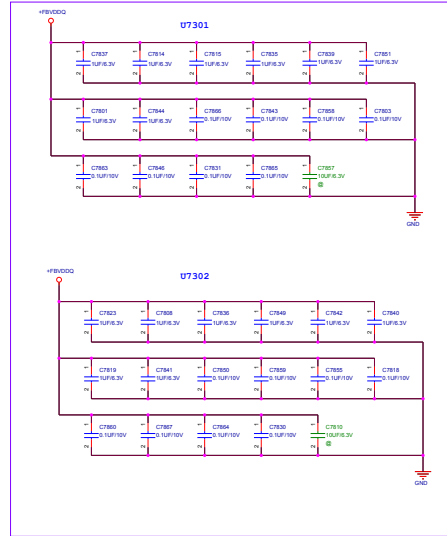 +FBVDDQ
U7301
C7837 C7814 C7815 C7835 C7839 C7851
1UF/6.3V 1UF/6.3V 1UF/6.3V 1UF/6.3V 1UF/6.3V 1UF/6.3V
C7801 C7844 C7866 C7843 C7858 C7803
1UF/6.3V 1UF/6.3V 0.1UF/10V 0.1UF/10V 0.1UF/10V 0.1UF/10V
C7863 C7846 C7831 C7865 C7857
0.1UF/10V 0.1UF/10V 0.1UF/10V 0.1UF/10V 10UF/6.3V
@
GND
+FBVDDQ
U7302
C7823 C7808 C7836 C7849 C7842 C7840
1UF/6.3V 1UF/6.3V 1UF/6.3V 1UF/6.3V 1UF/6.3V 1UF/6.3V
C7819 C7841 C7850 C7859 C7855 C7818
1UF/6.3V 1UF/6.3V 0.1UF/10V 0.1UF/10V 0.1UF/10V 0.1UF/10V
C7860 C7867 C7864 C7830 C7810
0.1UF/10V 0.1UF/10V 0.1UF/10V 0.1UF/10V 10UF/6.3V
@
GND